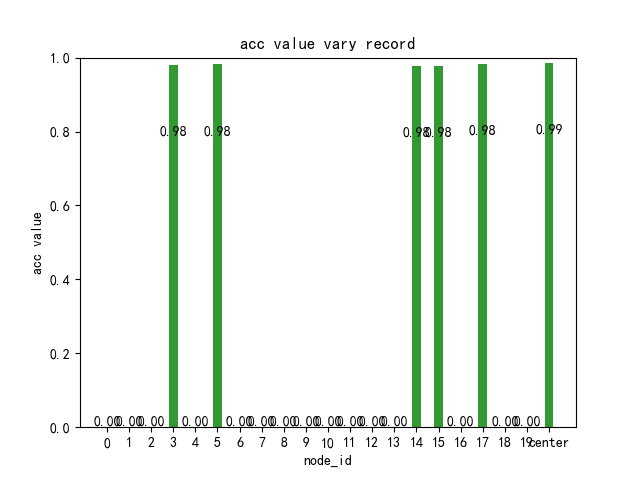 acc value vary record
1.0
0.8
0.6
0.4
0.2
0.0
acc value
0.98 0.98 0.98 0.98 0.98 0.99
0.00 0.00 0.00 0.00 0.00 0.00 0.00 0.00 0.00 0.00 0.00 0.00 0.00 0.00 0.00
0 1 2 3 4 5 6 7 8 9 10 11 12 13 14 15 16 17 18 19 center
node_id